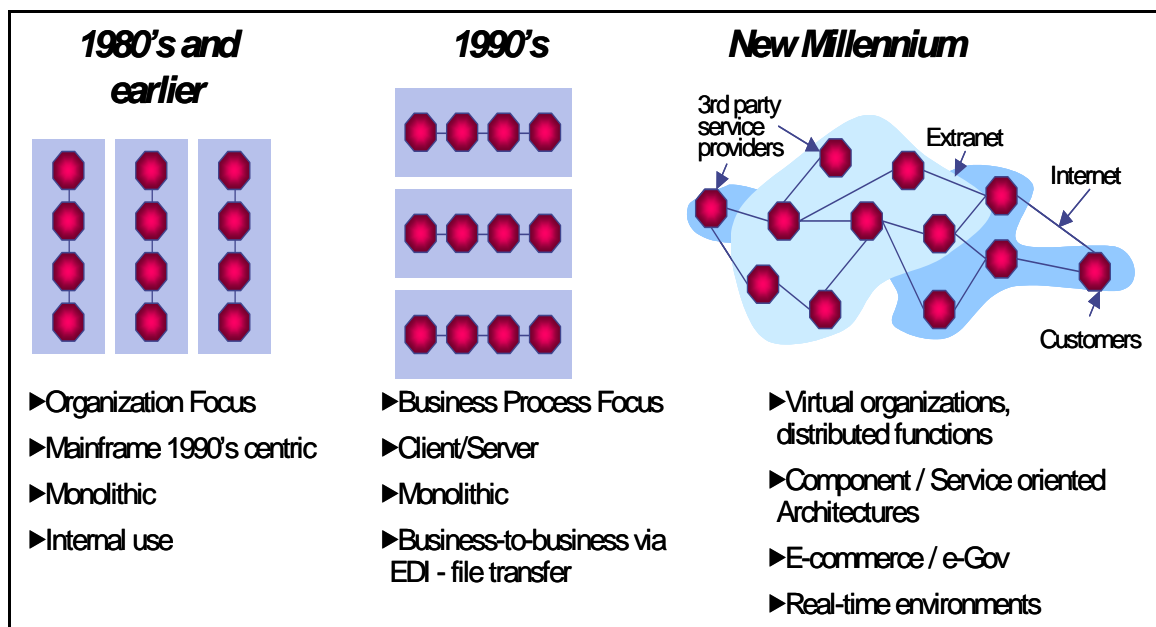 1980's and
earlier
1990's
New Millennium
3rd party
service
providers
Extranet
Internet
Customers
▶Organization Focus
▶Mainframe 1990's centric
▶Monolithic
▶Internal use
▶Business Process Focus
▶Client/Server
▶Monolithic
▶Business-to-business via
EDI - file transfer
▶Virtual organizations,
distributed functions
▶Component / Service oriented
Architectures
▶E-commerce / e-Gov
▶Real-time environments